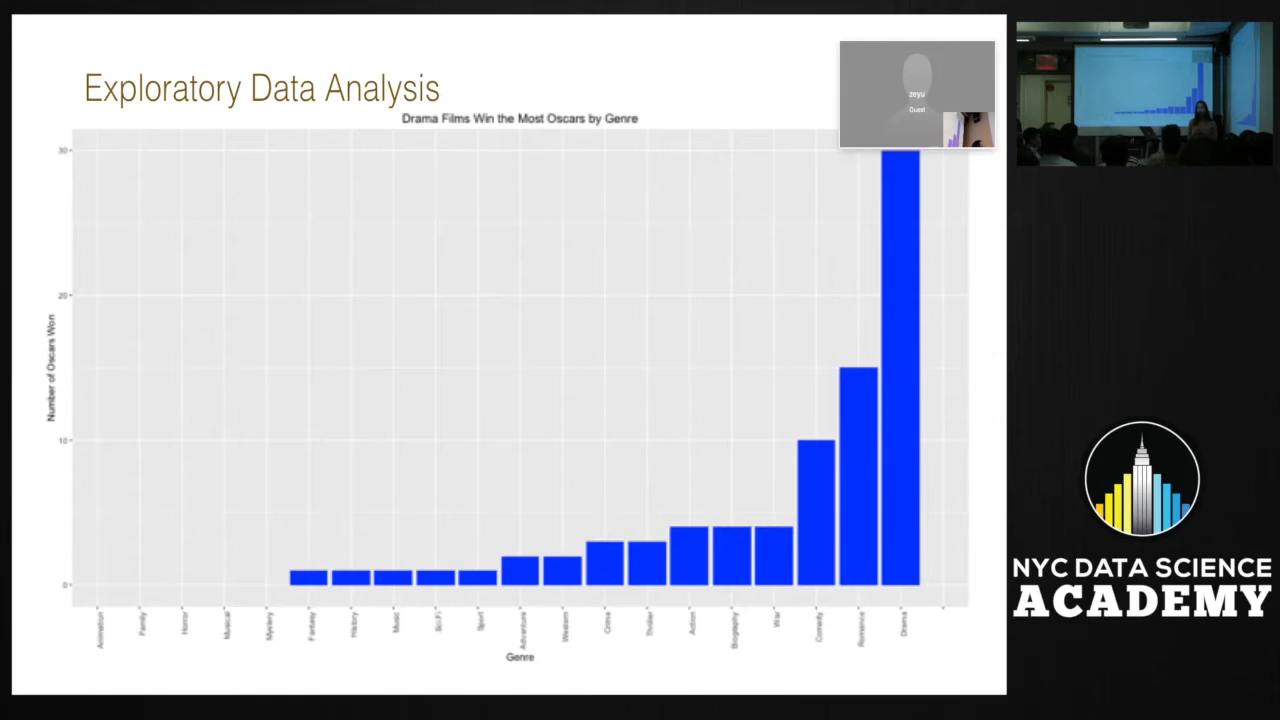 Exploratory Data Analysis
Drama Films Win the Most Oscars by Genre
zeyu
Guest
Number of Oscars Won
30
20
10
0
Animation
Family
Horror
Musical
Mystery
Fantasy
History
Music
Sci.Fi
Sport
Adventure
Western
Crime
Thriller
Action
Biography
War
Comedy
Romance
Drama
Genre
NYC DATA SCIENCE
ACADEMY